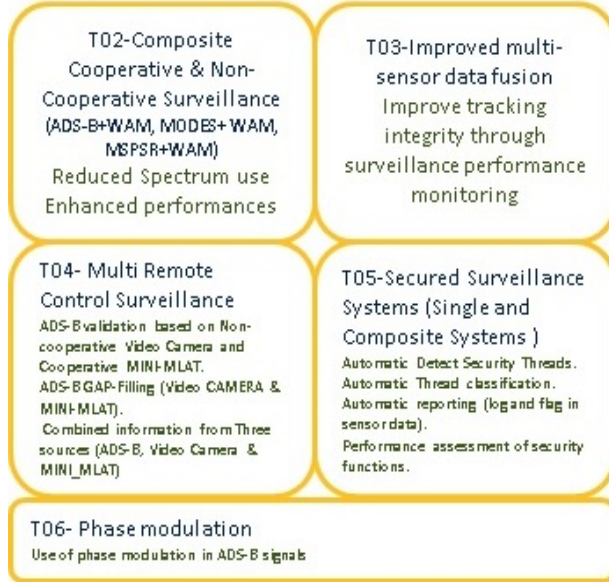 T02-Composite
Cooperative & Non-
Cooperative Surveillance
(ADS-B+WAM, MODES+ WAM,
MSPSR+WAM)
Reduced Spectrum use
Enhanced performances
T03-Improved multi-
sensor data fusion
Improve tracking
integrity through
surveillance performance
monitoring
T04- Multi Remote
Control Surveillance
ADS-B validation based on Non-
cooperative Video Camera and
Cooperative MINI-MLAT.
ADS-B GAP-Filling (Video CAMERA &
MINI-MLAT).
Combined information from Three
sources (ADS-B, Video Camera &
MINI_MLAT)
T05-Secured Surveillance
Systems (Single and
Composite Systems )
Automatic Detect Security Threads.
Automatic Thread classification.
Automatic reporting (log and flag in
sensor data).
Performance assessment of security
functions.
T06- Phase modulation
Use of phase modulation in ADS-B signals